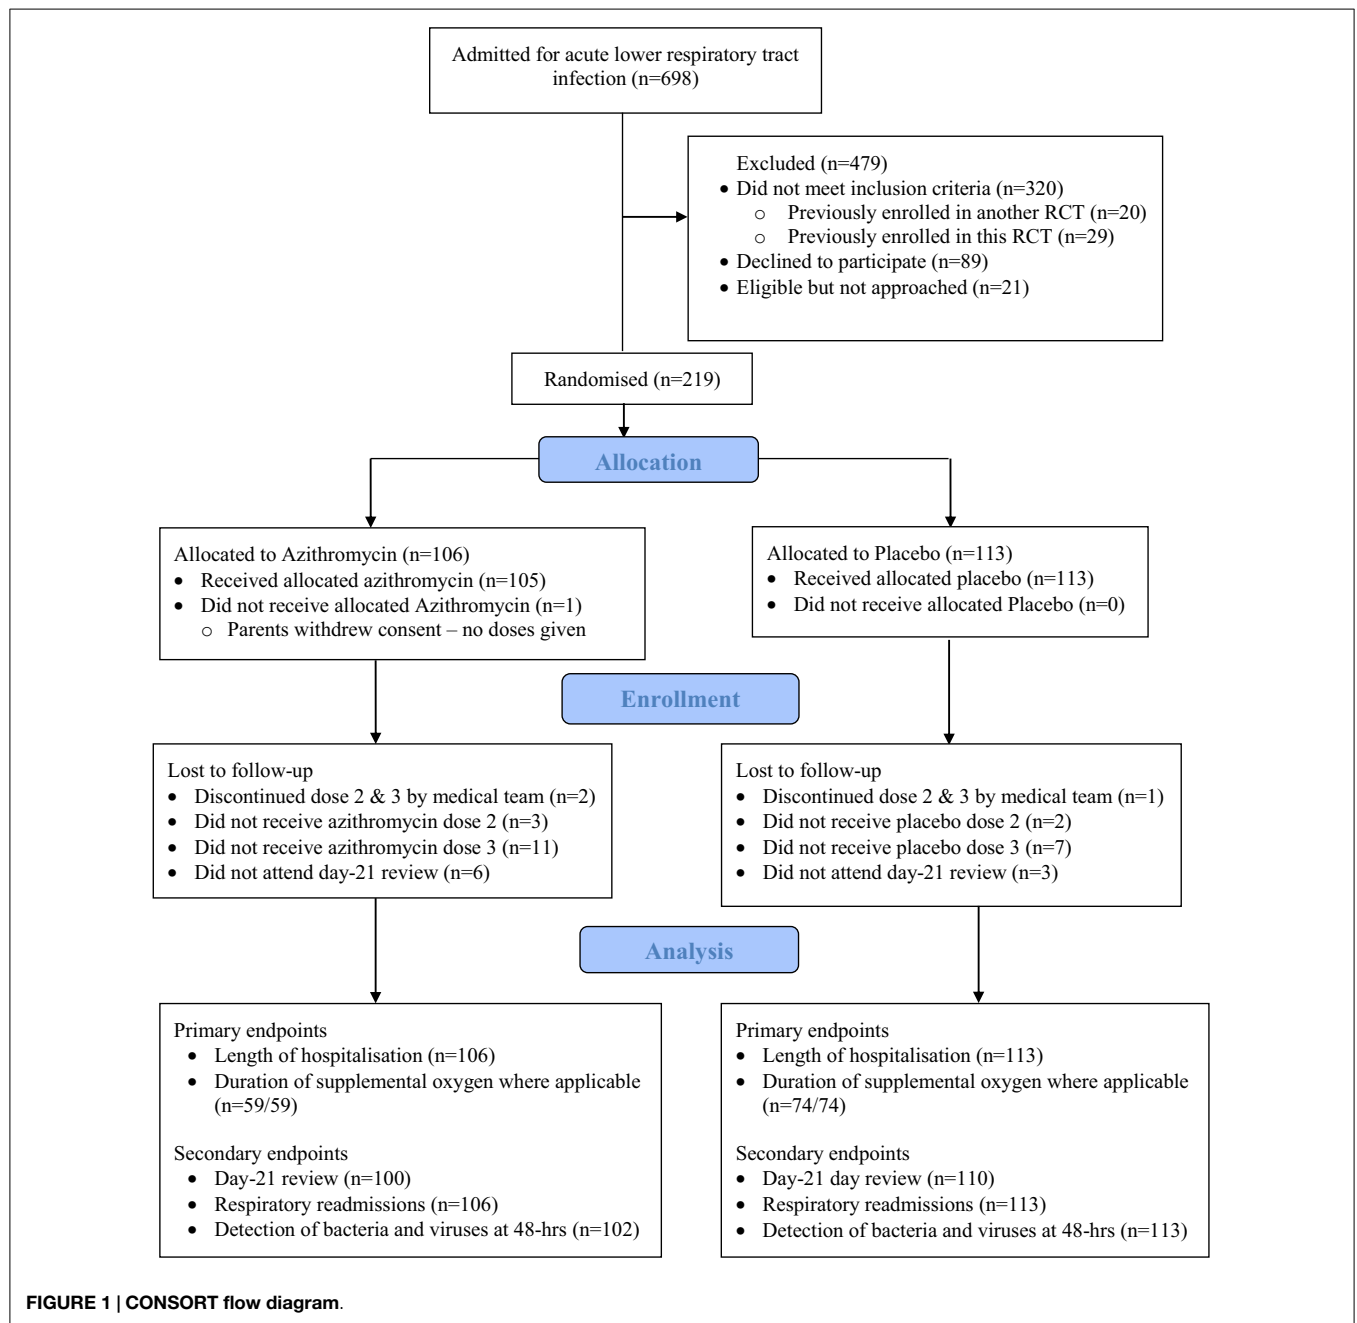 Admitted for acute lower respiratory tract
infection (n=698)
Excluded (n=479)
• Did not meet inclusion criteria (n=320)
o Previously enrolled in another RCT (n=20)
o Previously enrolled in this RCT (n=29)
• Declined to participate (n=89)
• Eligible but not approached (n=21)
Randomised (n=219)
Allocation
Allocated to Azithromycin (n=106)
• Received allocated azithromycin (n=105)
• Did not receive allocated Azithromycin (n=1)
o Parents withdrew consent – no doses given
Allocated to Placebo (n=113)
• Received allocated placebo (n=113)
• Did not receive allocated Placebo (n=0)
Enrollment
Lost to follow-up
• Discontinued dose 2 & 3 by medical team (n=2)
• Did not receive azithromycin dose 2 (n=3)
• Did not receive azithromycin dose 3 (n=11)
• Did not attend day-21 review (n=6)
Lost to follow-up
• Discontinued dose 2 & 3 by medical team (n=1)
• Did not receive placebo dose 2 (n=2)
• Did not receive placebo dose 3 (n=7)
• Did not attend day-21 review (n=3)
Analysis
Primary endpoints
• Length of hospitalisation (n=106)
• Duration of supplemental oxygen where applicable
(n=59/59)
Secondary endpoints
• Day-21 review (n=100)
• Respiratory readmissions (n=106)
• Detection of bacteria and viruses at 48-hrs (n=102)
Primary endpoints
• Length of hospitalisation (n=113)
• Duration of supplemental oxygen where applicable
(n=74/74)
Secondary endpoints
• Day-21 day review (n=110)
• Respiratory readmissions (n=113)
• Detection of bacteria and viruses at 48-hrs (n=113)
FIGURE 1 | CONSORT flow diagram.